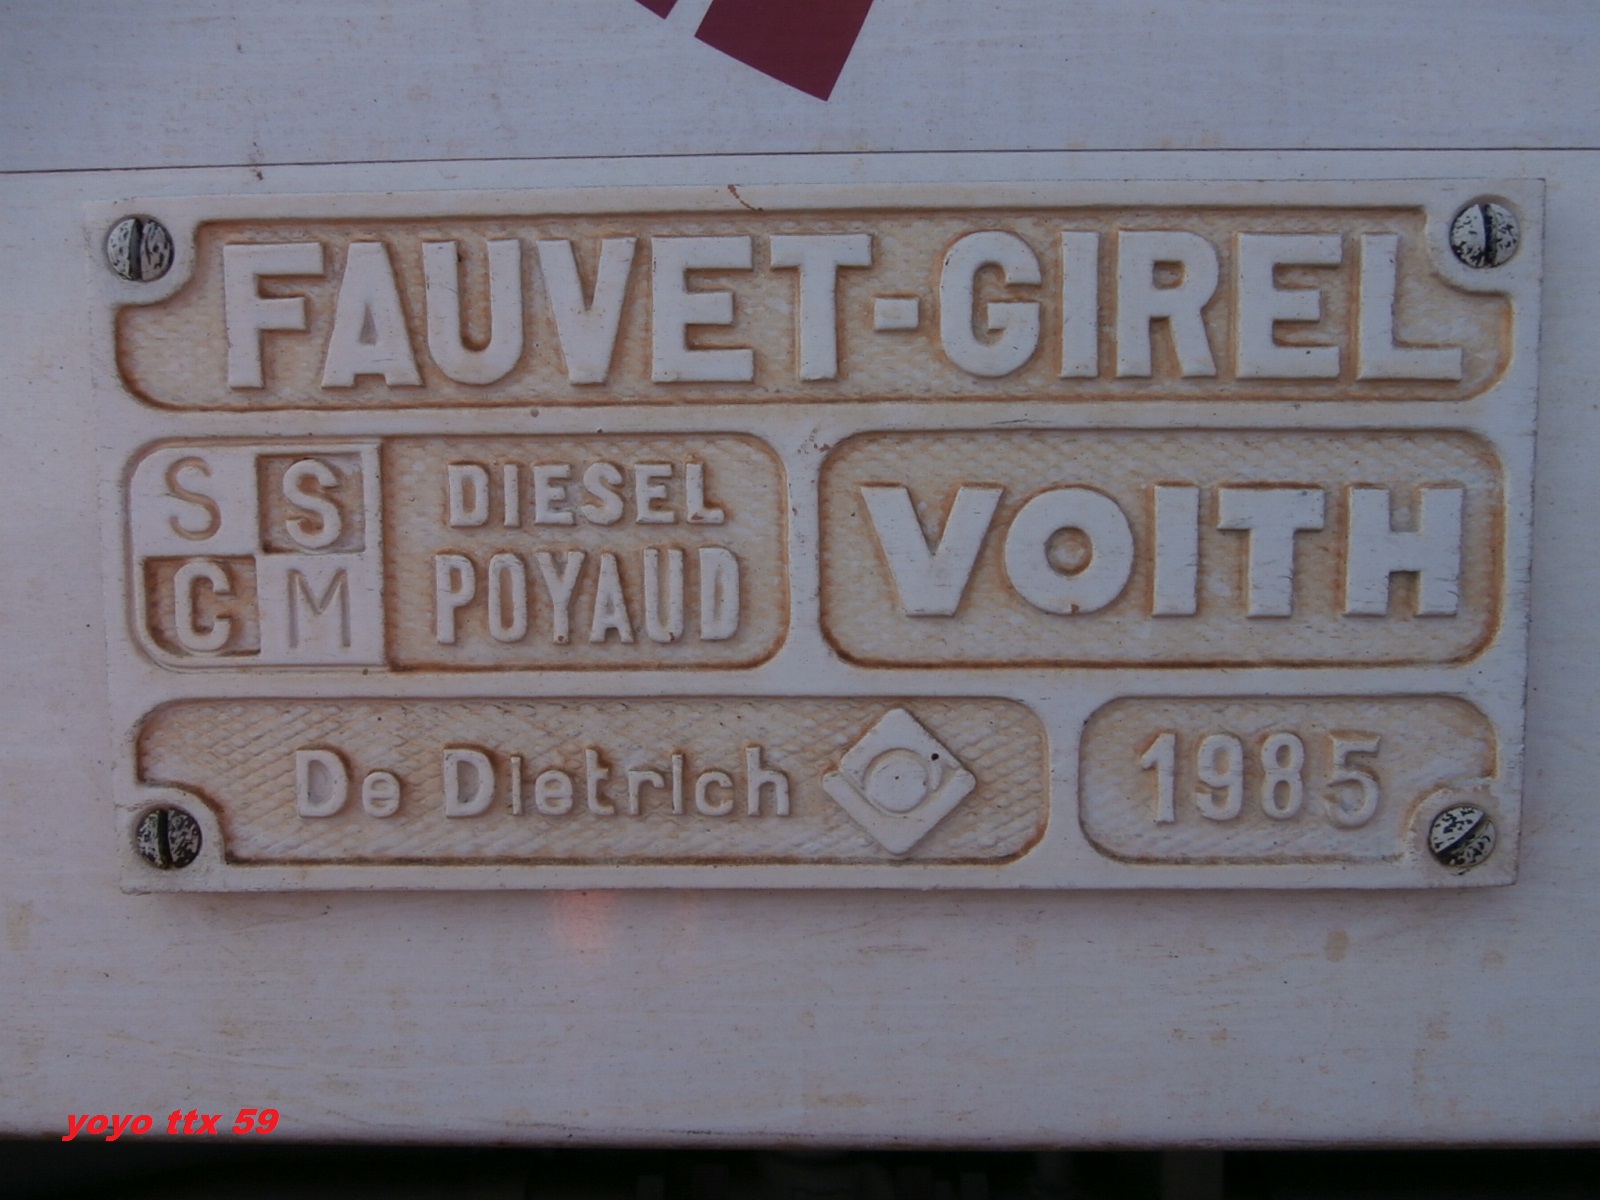 FAUVET-GIREL
S S
C M
DIESEL
POYAUD
VOITH
De Dietrich
1985
yoyo ttx 59